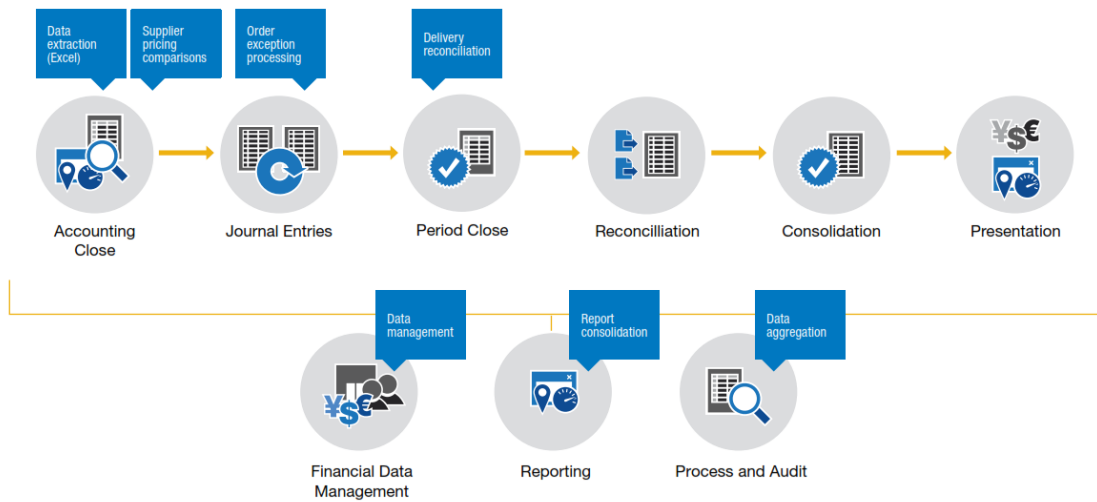 Data
extraction
(Excel)
Supplier
pricing
comparisons
Order
exception
processing
Delivery
reconciliation
Accounting
Close
Journal Entries
Period Close
Reconcilliation
Consolidation
¥$€
Presentation
Data
management
Report
consolidation
Data
aggregation
¥$€
Financial Data
Management
Reporting
Process and Audit